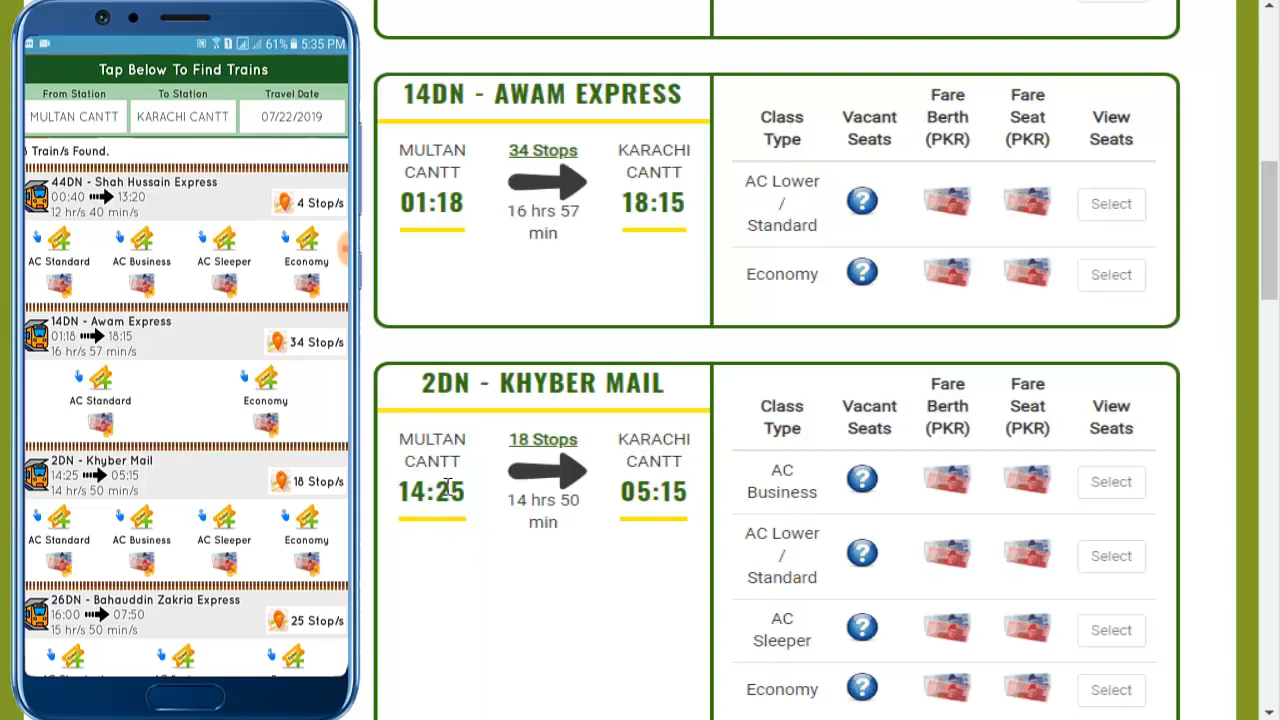 61% 5:35 PM
Tap Below To Find Trains
From Station To Station Travel Date
MULTAN CANTT KARACHI CANTT 07/22/2019
Train/s Found.
44DN - Shah Hussain Express
00:40 13:20
12 hr/s 40 min/s
4 Stop/s
AC Standard AC Business AC Sleeper Economy
14DN - Awam Express
01:18 18:15
16 hr/s 57 min/s
34 Stop/s
AC Standard Economy
2DN - Khyber Mail
14:25 05:15
14 hr/s 50 min/s
18 Stop/s
AC Standard AC Business AC Sleeper Economy
26DN - Bahauddin Zakria Express
16:00 07:50
15 hr/s 50 min/s
25 Stop/s
14DN - AWAM EXPRESS
MULTAN
CANTT
01:18
34 Stops
16 hrs 57
min
KARACHI
CANTT
18:15
Class
Type
Vacant
Seats
Fare
Berth
(PKR)
Fare
Seat
(PKR)
View
Seats
AC Lower
/
Standard
?
Select
Economy
?
Select
2DN - KHYBER MAIL
MULTAN
CANTT
14:25
18 Stops
14 hrs 50
min
KARACHI
CANTT
05:15
Class
Type
Vacant
Seats
Fare
Berth
(PKR)
Fare
Seat
(PKR)
View
Seats
AC
Business
?
Select
AC Lower
/
Standard
?
Select
AC
Sleeper
?
Select
Economy
?
Select